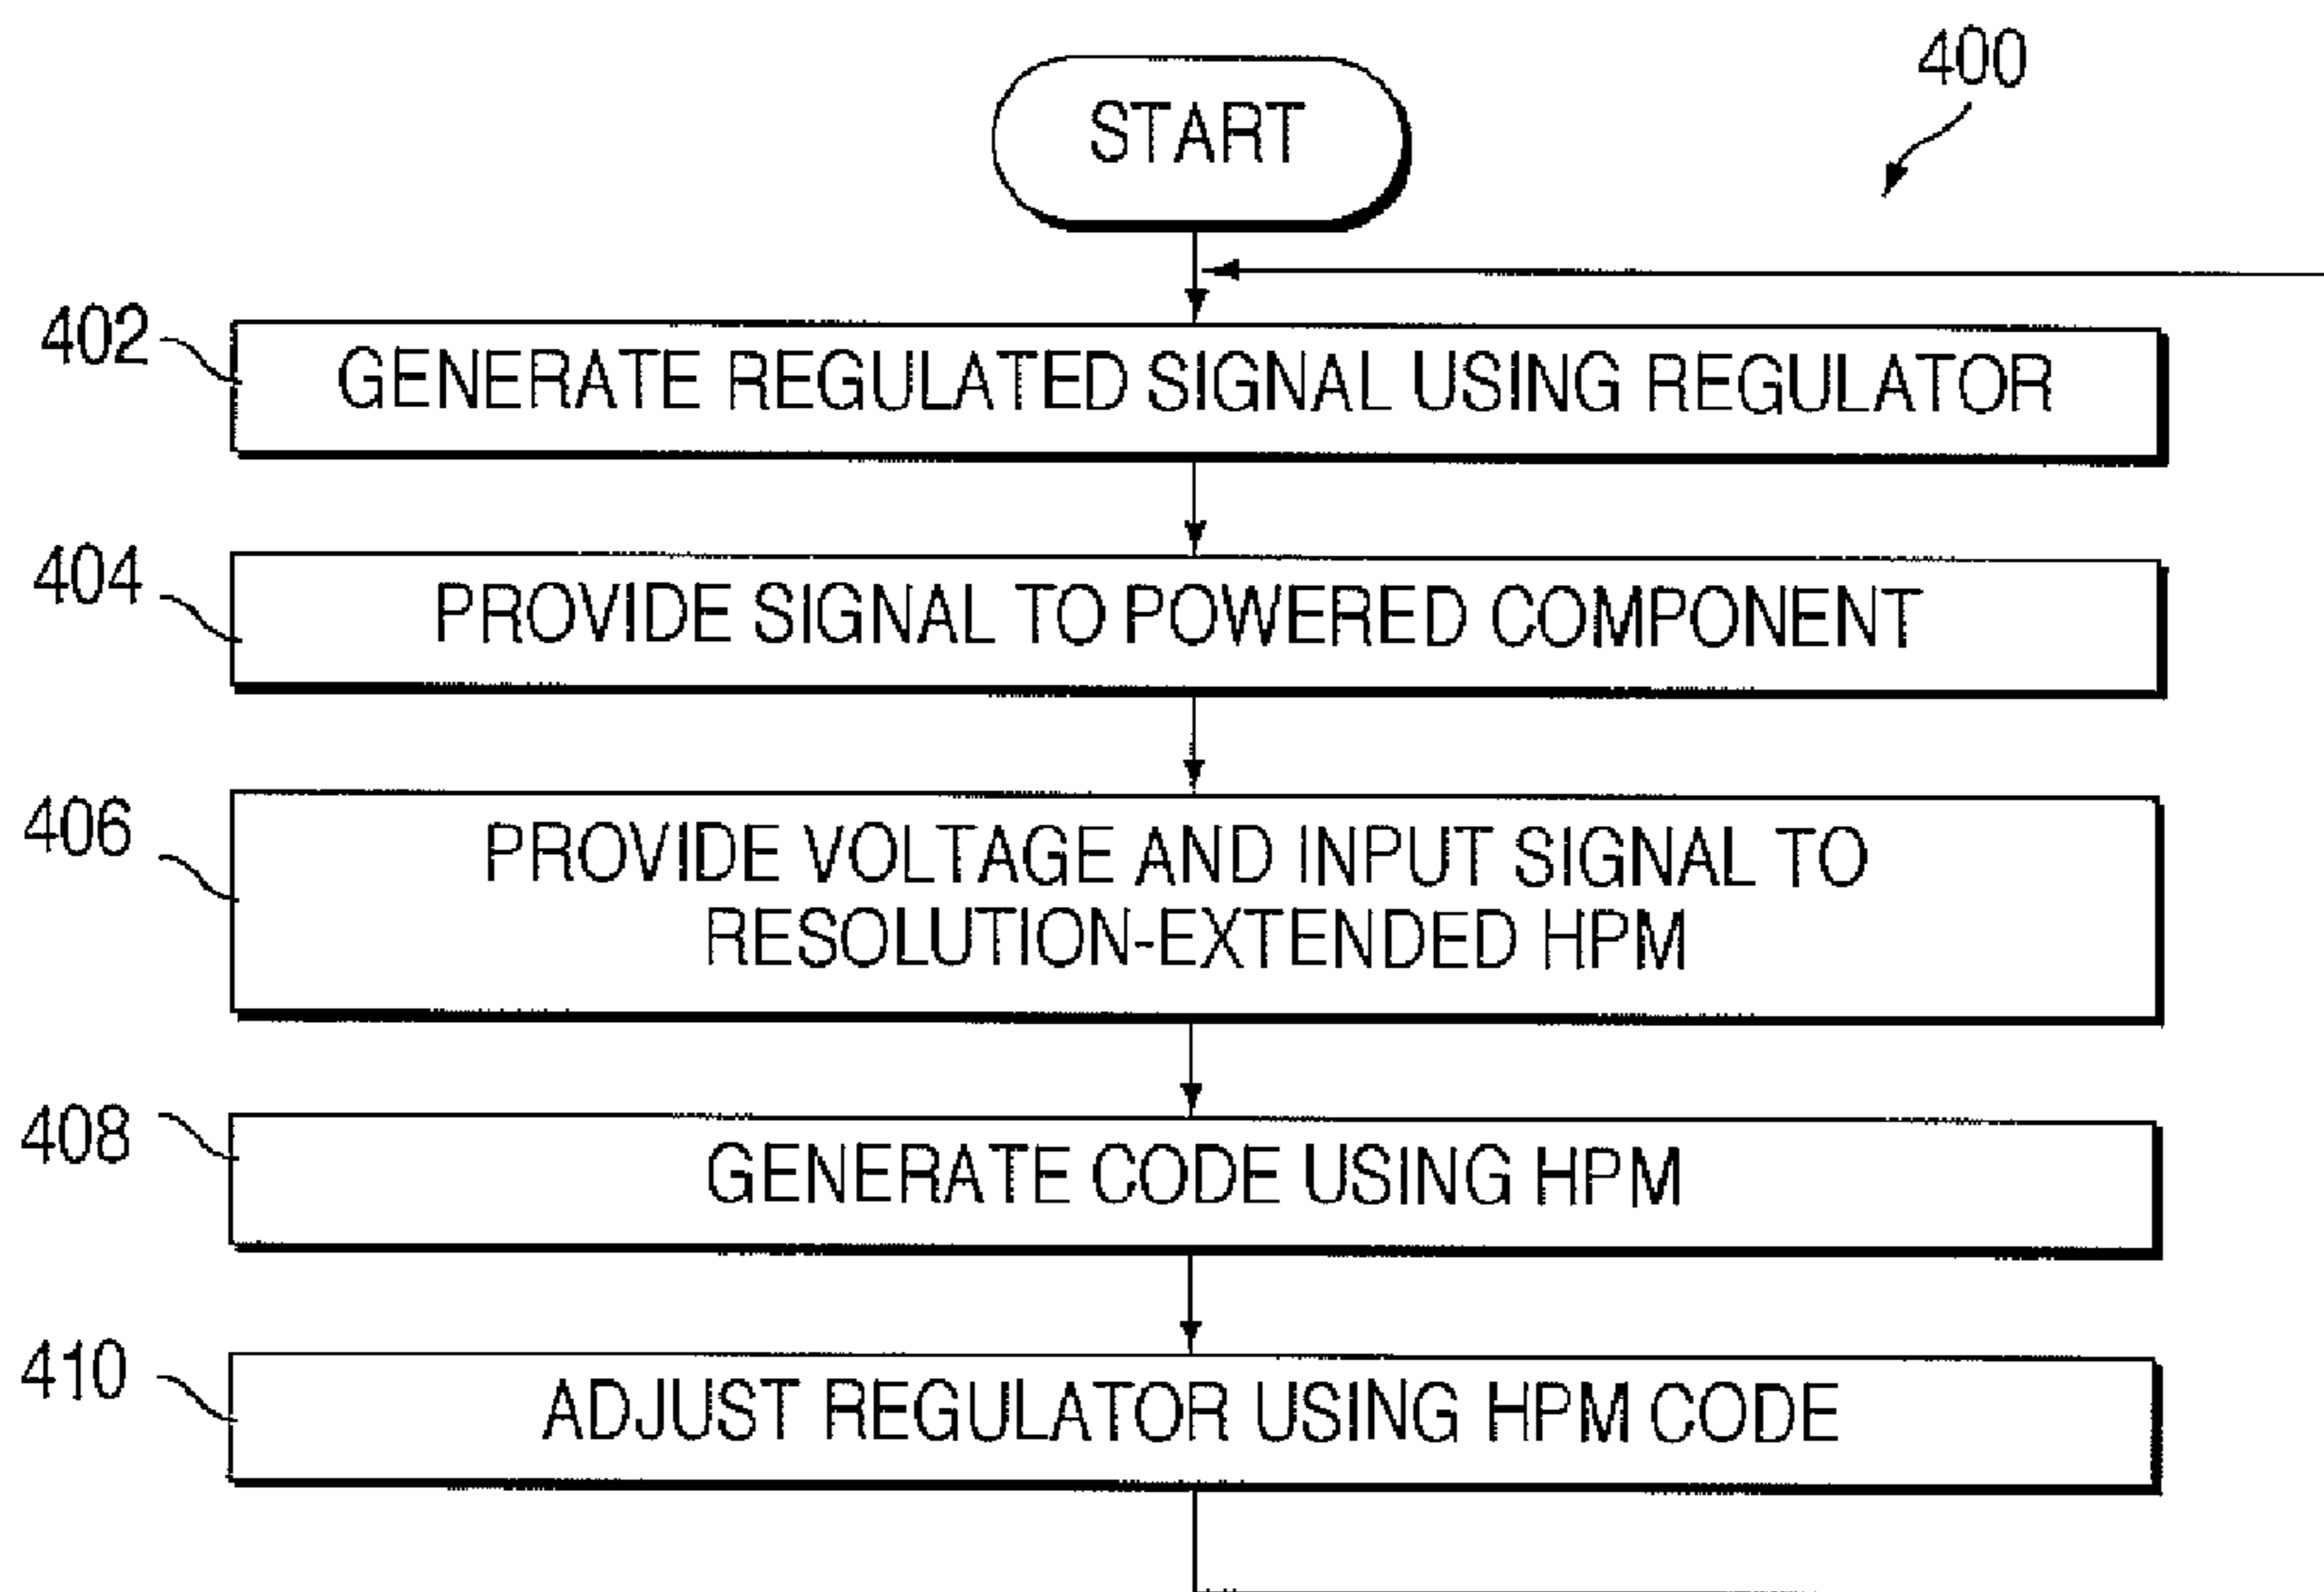 400
START
402
GENERATE REGULATED SIGNAL USING REGULATOR
404
PROVIDE SIGNAL TO POWERED COMPONENT
406
PROVIDE VOLTAGE AND INPUT SIGNAL TO
RESOLUTION-EXTENDED HPM
408
GENERATE CODE USING HPM
410
ADJUST REGULATOR USING HPM CODE